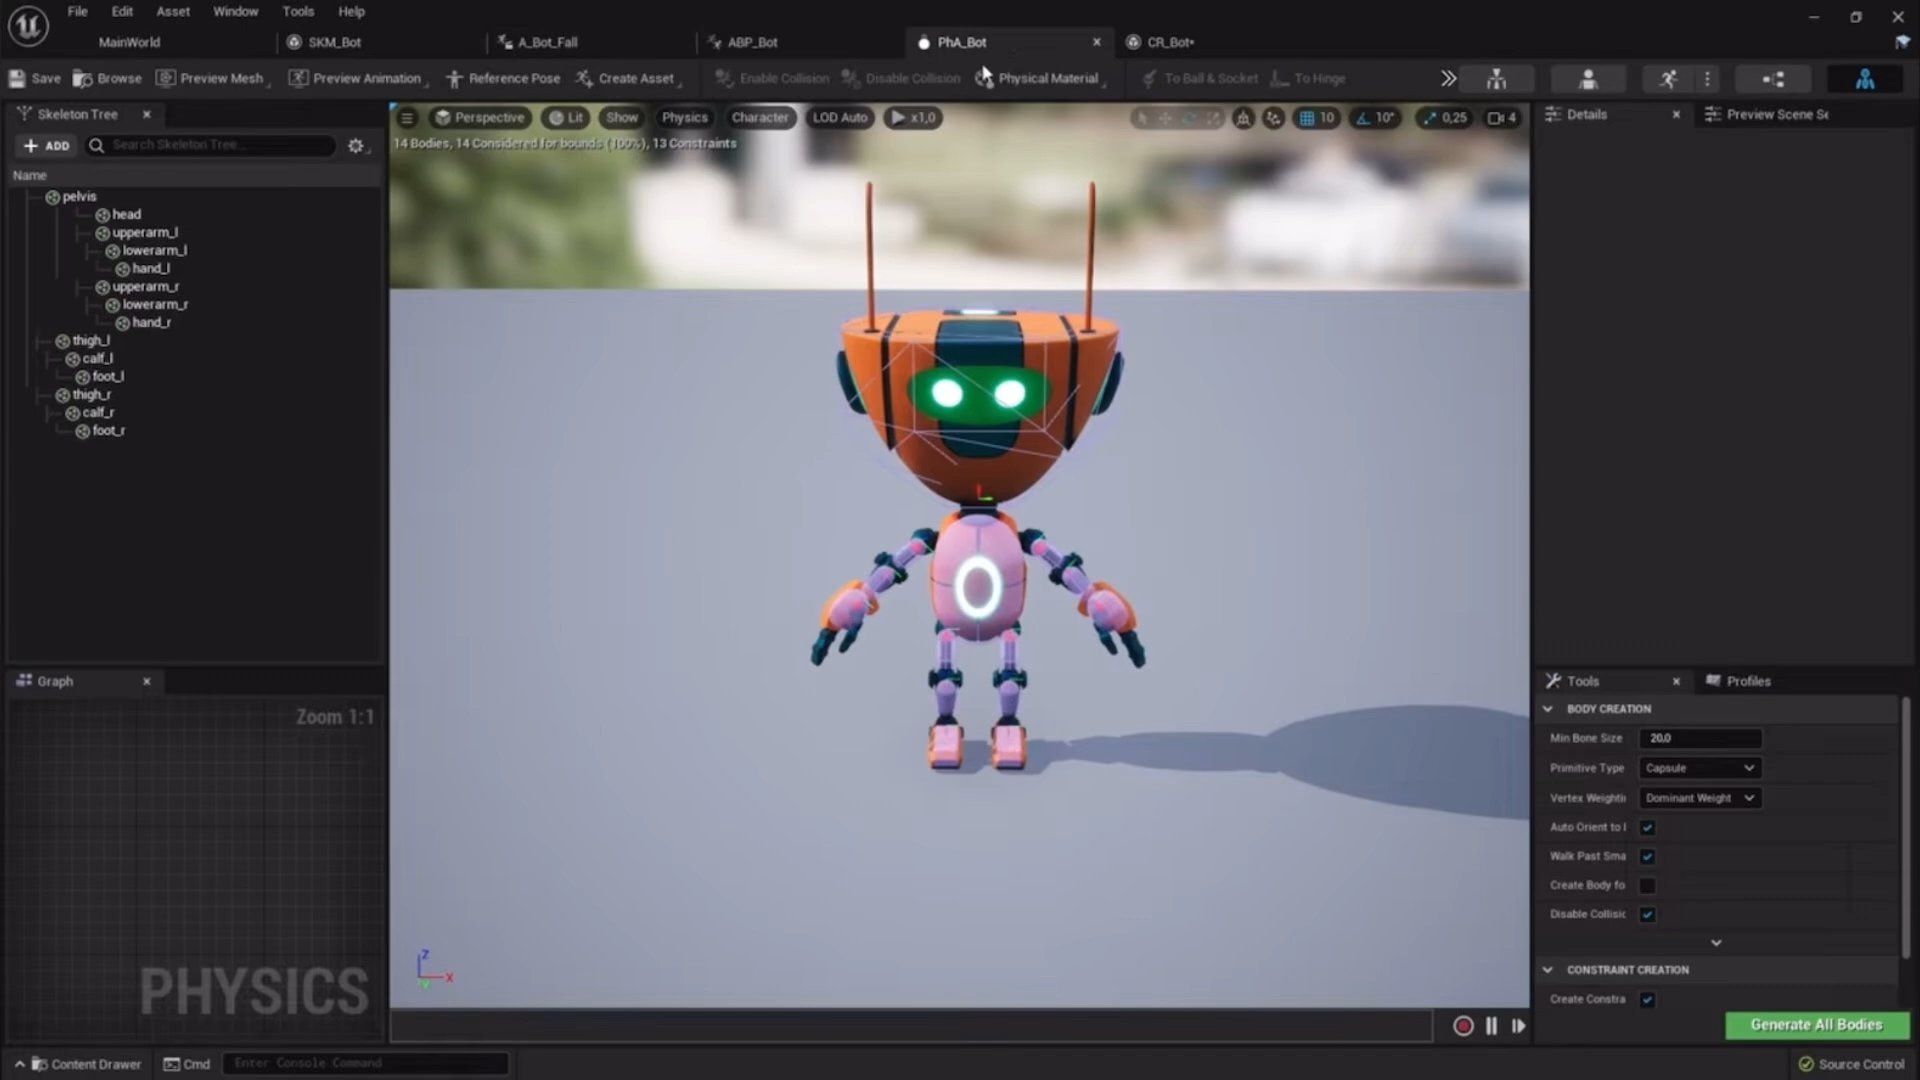 File Edit Asset Window Tools Help
MainWorld SKM_Bot A_Bot_Fall ABP_Bot PhA_Bot CR_Bot*
Save Browse Preview Mesh Preview Animation Reference Pose Create Asset Enable Collision Disable Collision Physical Material To Ball & Socket To Hinge
Skeleton Tree
ADD Search Skeleton Tree...
Name
pelvis
head
upperarm_l
lowerarm_l
hand_l
upperarm_r
lowerarm_r
hand_r
thigh_l
calf_l
foot_l
thigh_r
calf_r
foot_r
Perspective Lit Show Physics Character LOD Auto x1,0 10 10° 0,25 4
14 Bodies, 14 Considered for bounds (100%), 13 Constraints
Z
X
Y
Graph
Zoom 1:1
PHYSICS
Details Preview Scene Se
Tools Profiles
BODY CREATION
Min Bone Size 20,0
Primitive Type Capsule
Vertex Weightin Dominant Weight
Auto Orient to I
Walk Past Sma
Create Body fo
Disable Collisic
CONSTRAINT CREATION
Create Constra
Generate All Bodies
Content Drawer Cmd Enter Console Command Source Control